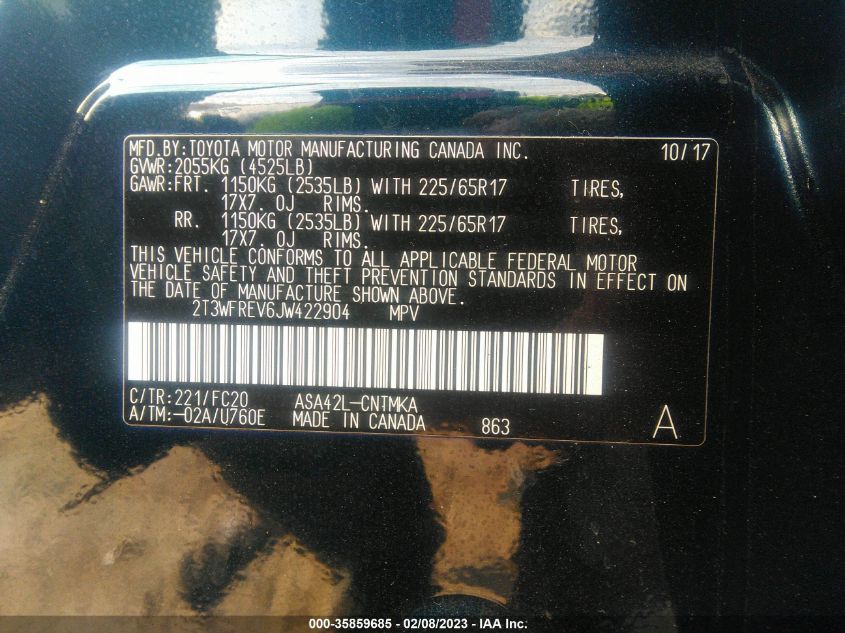 MFD.BY:TOYOTA MOTOR MANUFACTURING CANADA INC. 10/17
GVWR:2055KG (4525LB)
GAWR:FRT. 1150KG (2535LB) WITH 225/65R17 TIRES,
17X7.0J RIMS.
RR. 1150KG (2535LB) WITH 225/65R17 TIRES,
17X7.0J RIMS.
THIS VEHICLE CONFORMS TO ALL APPLICABLE FEDERAL MOTOR
VEHICLE SAFETY AND THEFT PREVENTION STANDARDS IN EFFECT ON
THE DATE OF MANUFACTURE SHOWN ABOVE.
2T3WFREV6JW422904 MPV
C/TR:221/FC20 ASA42L-CNTMKA
A/TM:-02A/U760E MADE IN CANADA 863 A
000-35859685 - 02/08/2023 - IAA Inc.